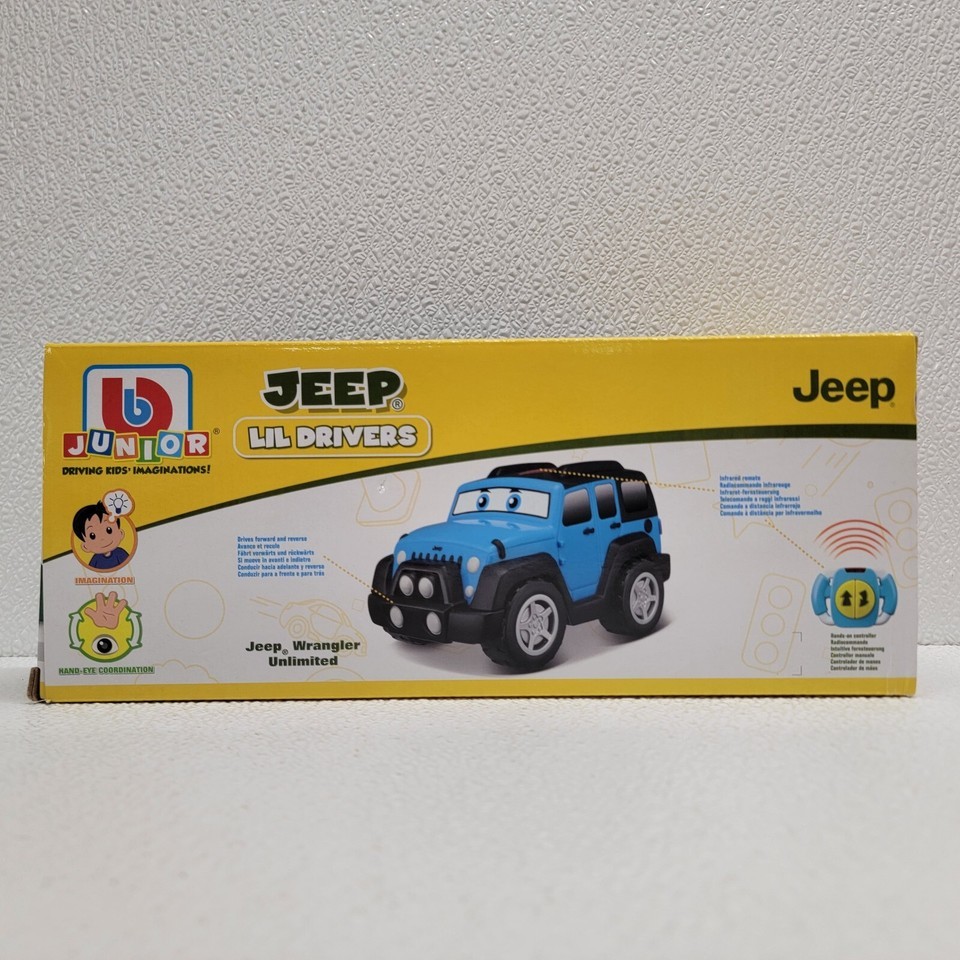 b
JUNIOR®
DRIVING KIDS' IMAGINATIONS!
JEEP®
LIL DRIVERS
Jeep®
IMAGINATION
HAND-EYE COORDINATION
Drives forward and reverse
Avance et recule
Fährt vorwärts und rückwärts
Si muove in avanti e indietro
Conducir hacia adelante y reversa
Conduzir para a frente e para trás
Jeep® Wrangler
Unlimited
Jeep
Infrared remote
Radiocommande infrarouge
Infrarot-fernsteuerung
Telecomando a raggi infrarossi
Comando a distancia infrarrojo
Comando à distância por infravermelho
Hands-on controller
Radiocommande
Intuitive fernsteuerung
Controller manuale
Controlador de manos
Controlador de mãos